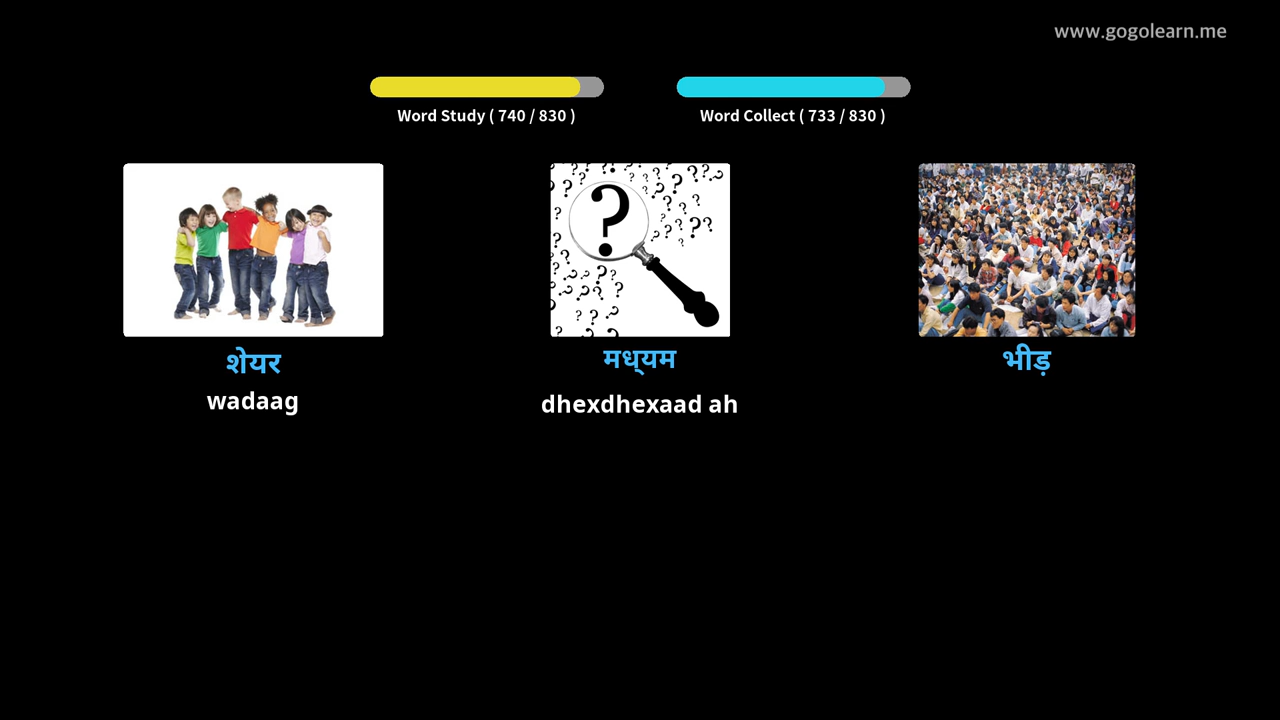 www.gogolearn.me
Word Study ( 740 / 830 )
Word Collect ( 733 / 830 )
शेयर
मध्यम
भीड़
wadaag
dhexdhexaad ah